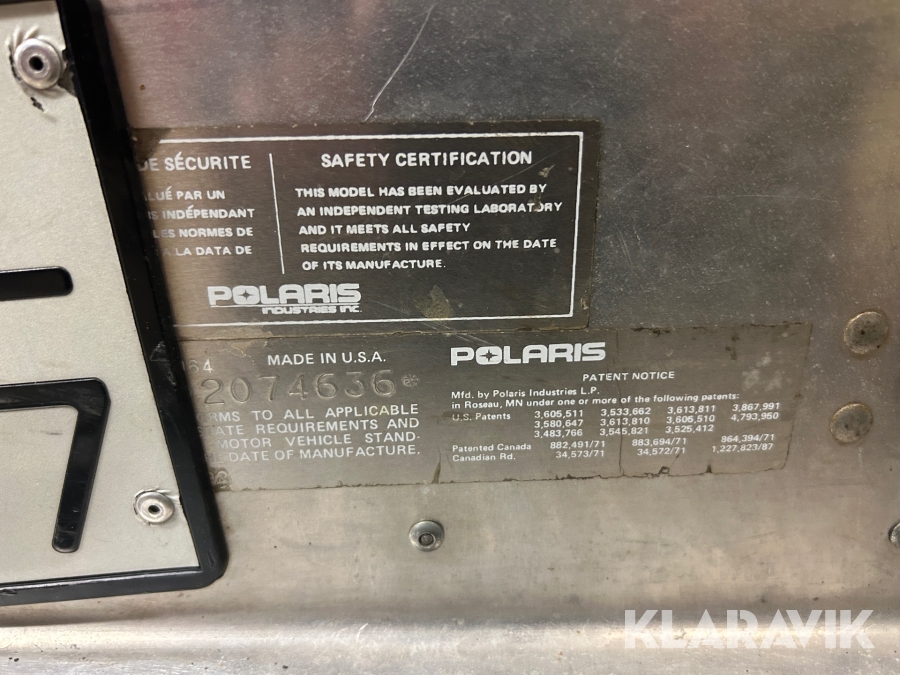 DE SÉCURITE
LUÉ PAR UN
INDÉPENDANT
LES NORMES DE
LA DATA DE
SAFETY CERTIFICATION
THIS MODEL HAS BEEN EVALUATED BY
AN INDEPENDENT TESTING LABORATORY
AND IT MEETS ALL SAFETY
REQUIREMENTS IN EFFECT ON THE DATE
OF ITS MANUFACTURE.
POLARIS
INDUSTRIES INC.
64 MADE IN U.S.A.
2074636*
RMS TO ALL APPLICABLE
TATE REQUIREMENTS AND
MOTOR VEHICLE STAND-
DATE OF MANUFACTURE.
POLARIS
PATENT NOTICE
Mfd. by Polaris Industries L.P.
in Roseau, MN under one or more of the following patents:
U.S. Patents 3,605,511 3,533,662 3,613,811 3,867,991
3,580,647 3,613,810 3,605,510 4,793,950
3,483,766 3,545,821 3,525,412
Patented Canada 882,491/71 883,694/71 864,394/71
Canadian Rd. 34,573/71 34,572/71 1,227,823/87
KLARAVIK